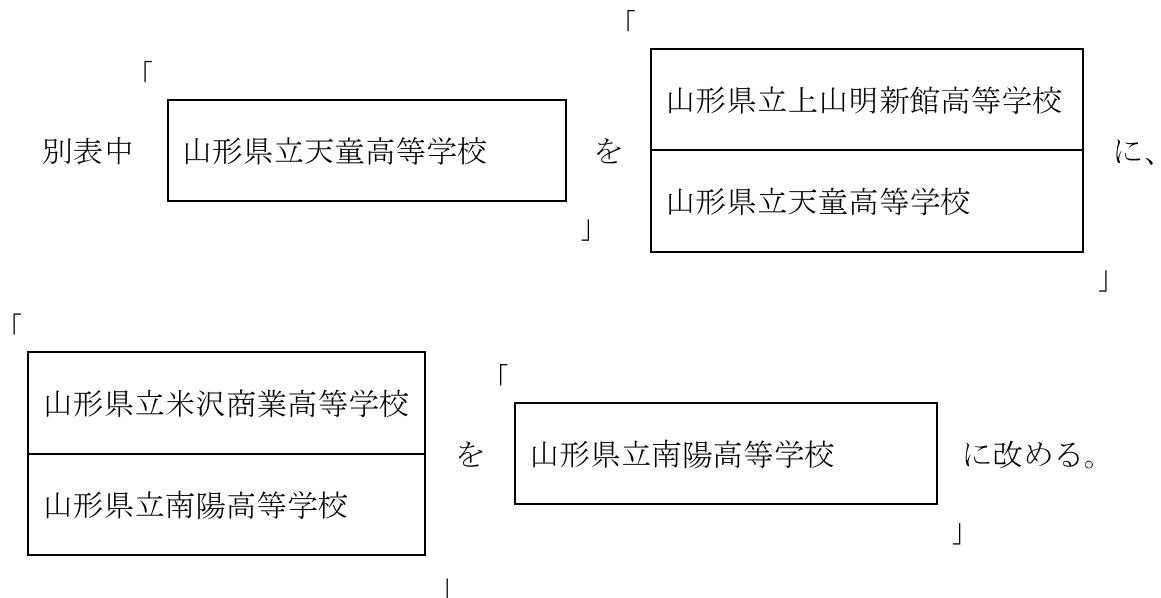 別表中「山形県立天童高等学校」を「山形県立上山明新館高等学校
山形県立天童高等学校」に、
「山形県立米沢商業高等学校
山形県立南陽高等学校」を「山形県立南陽高等学校」に改める。